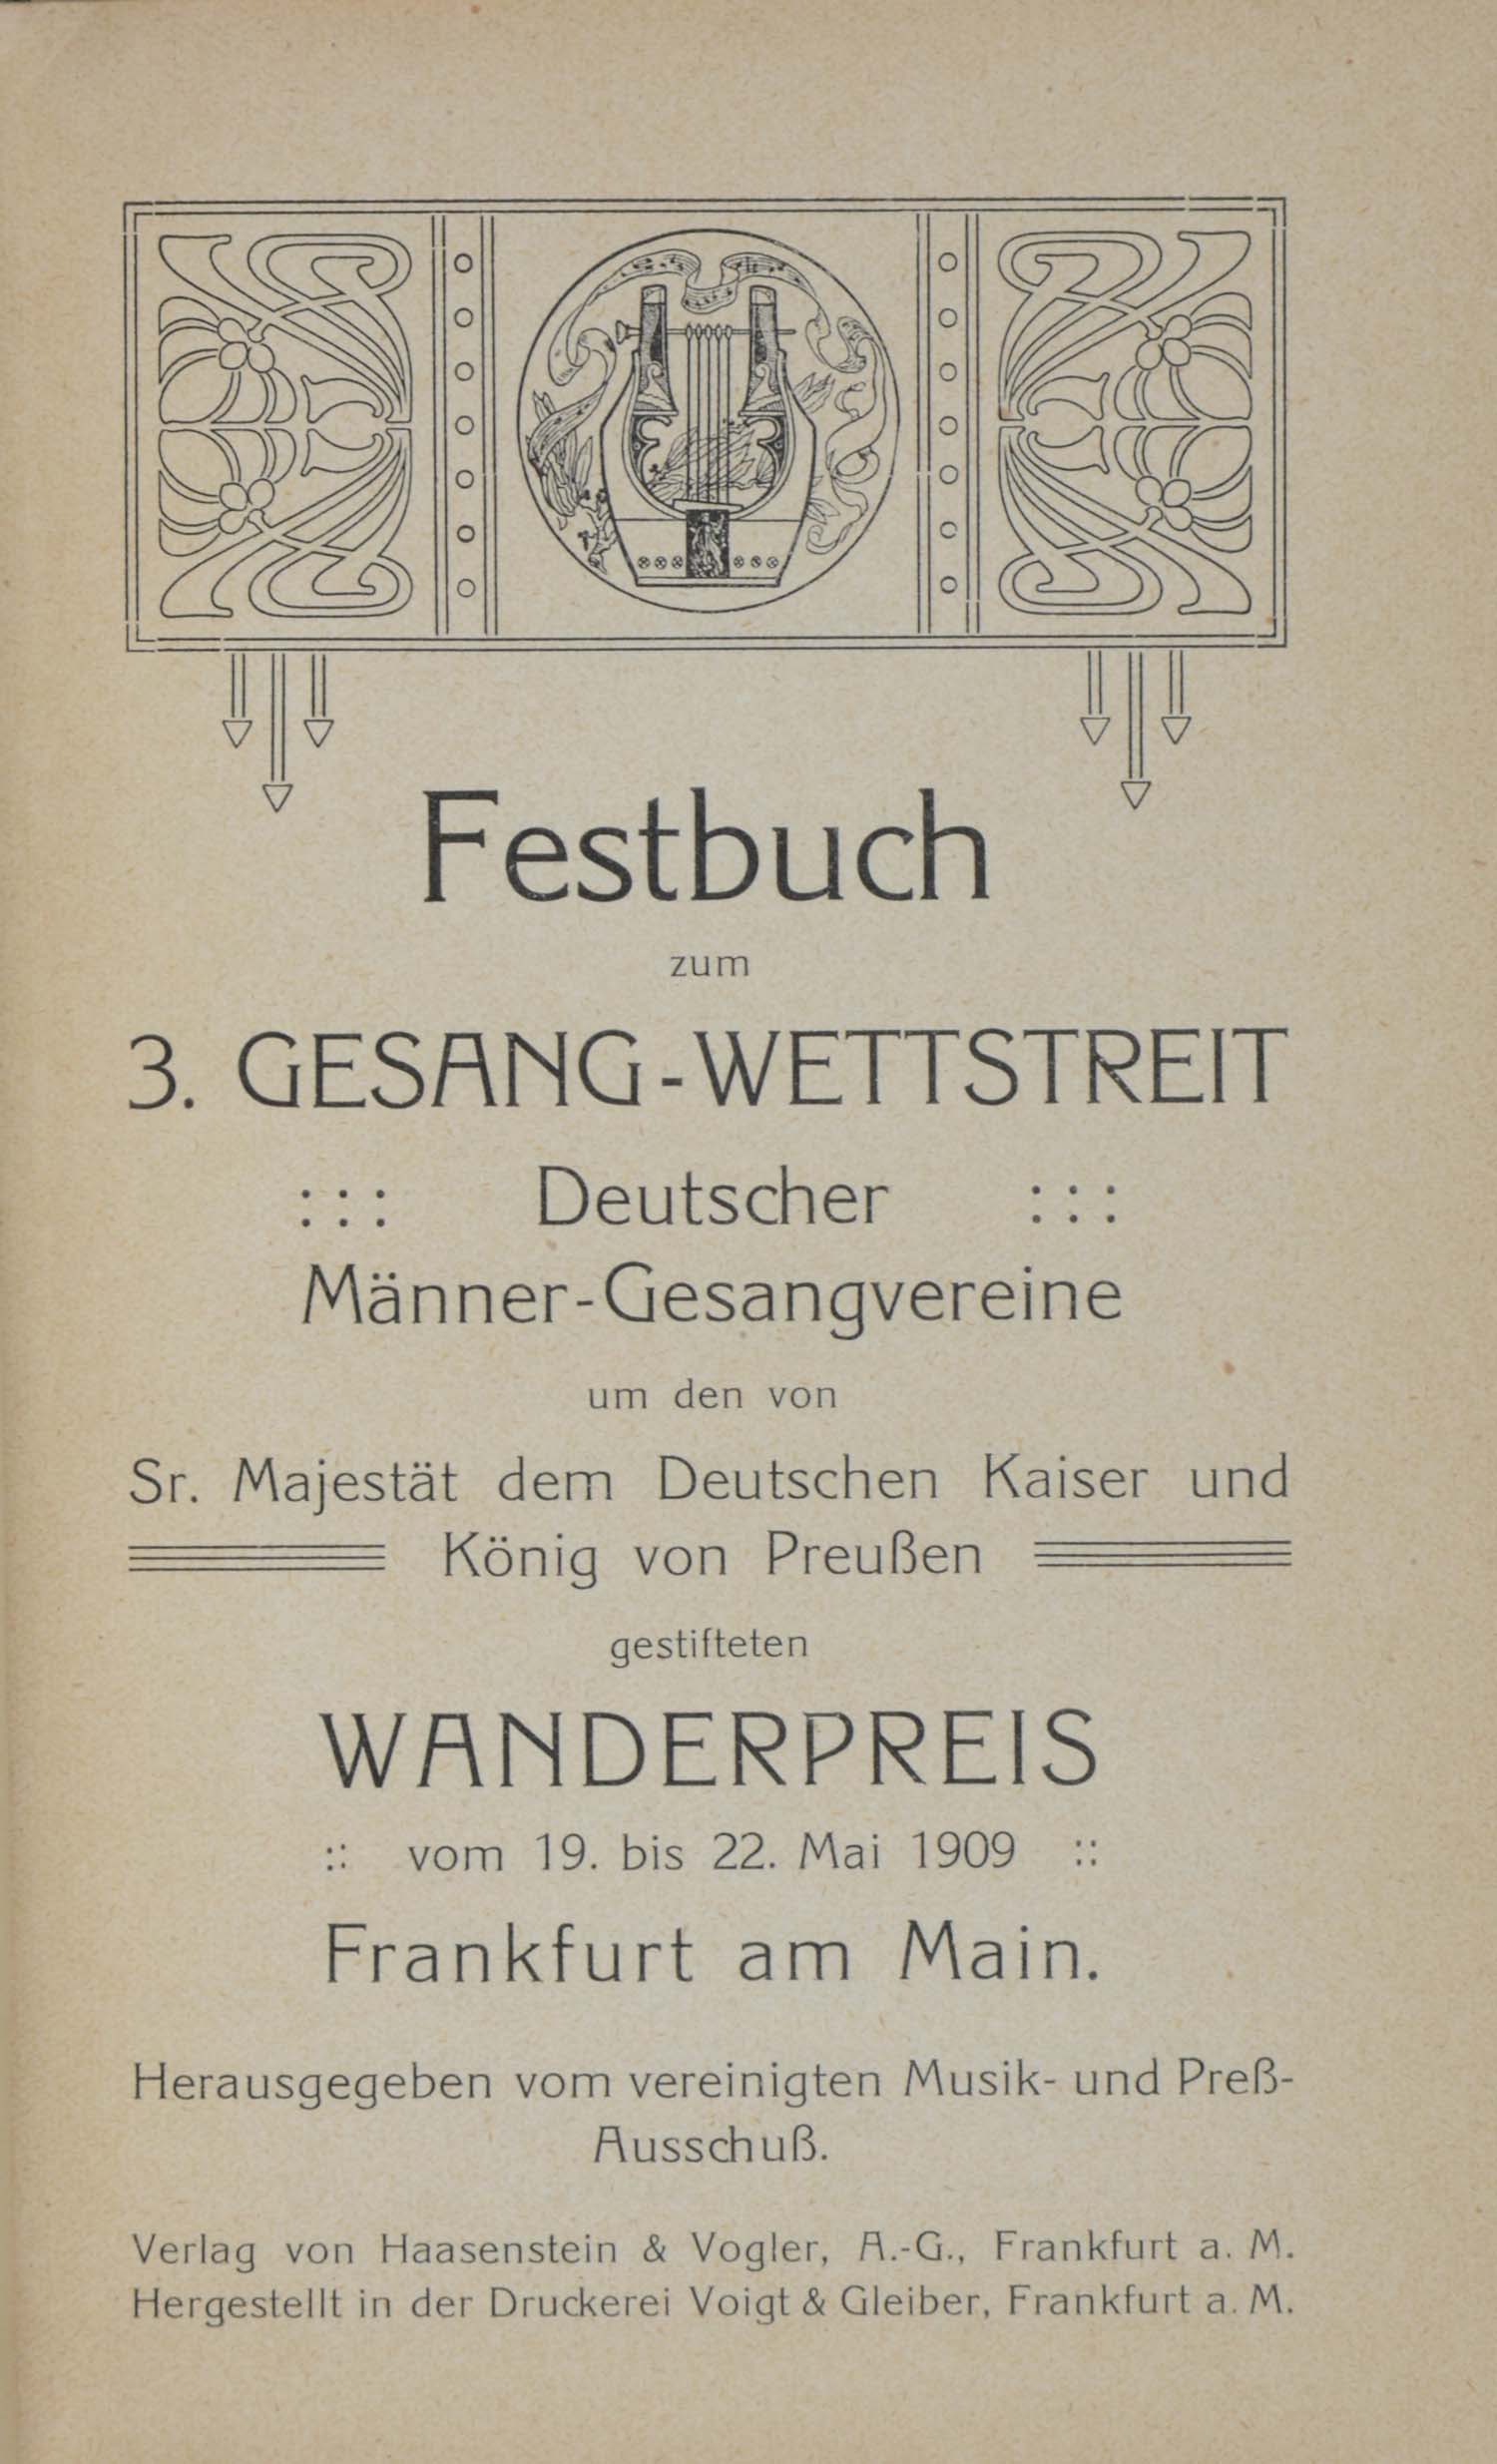 Festbuch
zum
3. GESANG-WETTSTREIT
::: Deutscher :::
Männer-Gesangvereine
um den von
Sr. Majestät dem Deutschen Kaiser und
König von Preußen
gestifteten
WANDERPREIS
:: vom 19. bis 22. Mai 1909 ::
Frankfurt am Main.
Herausgegeben vom vereinigten Musik- und Preß-
Ausschuß.
Verlag von Haasenstein & Vogler, A.-G., Frankfurt a. M.
Hergestellt in der Druckerei Voigt & Gleiber, Frankfurt a. M.